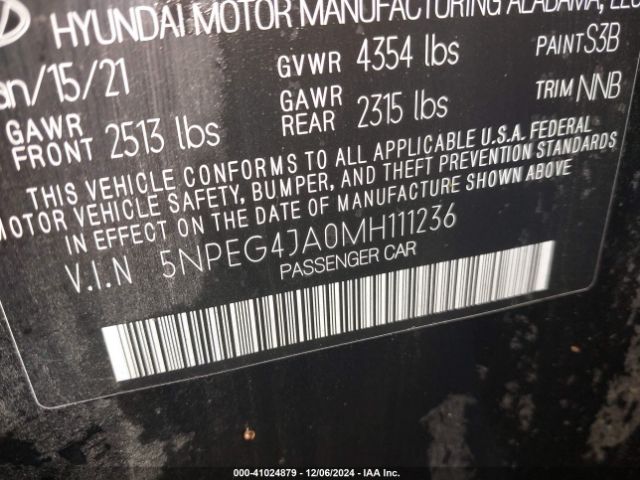 HYUNDAI MOTOR MANUFACTURING ALABAMA, LLC
an/15/21 GVWR 4354 lbs PAINT S3B
GAWR FRONT 2513 lbs GAWR REAR 2315 lbs TRIM NNB
THIS VEHICLE CONFORMS TO ALL APPLICABLE U.S.A. FEDERAL
MOTOR VEHICLE SAFETY, BUMPER, AND THEFT PREVENTION STANDARDS
IN EFFECT ON THE DATE OF MANUFACTURE SHOWN ABOVE
V.I.N 5NPEG4JA0MH111236
PASSENGER CAR
000-41024879 - 12/06/2024 - IAA Inc.